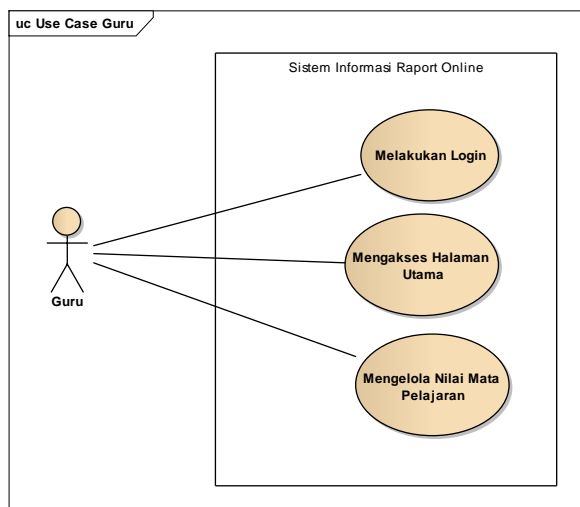 uc Use Case Guru
Sistem Informasi Raport Online
Melakukan Login
Mengakses Halaman
Utama
Guru
Mengelola Nilai Mata
Pelajaran